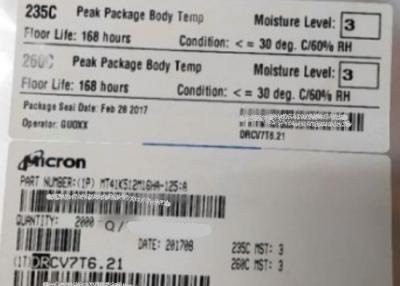 235C Peak Package Body Temp Moisture Level: 3
Floor Life: 168 hours Condition: < = 30 deg. C/60% RH
260C Peak Package Body Temp Moisture Level: 3
Floor Life: 168 hours Condition: < = 30 deg. C/60% RH
Package Seal Date: Feb 28 2017
Operator: GUOXX
DRCV7T6.21
Micron
PART NUMBER:(1P) MT41K512M16HA-125:A
QUANTITY: 2000 Q/
DATE: 201708 235C MST: 3
260C MST: 3
(1T)DRCV7T6.21